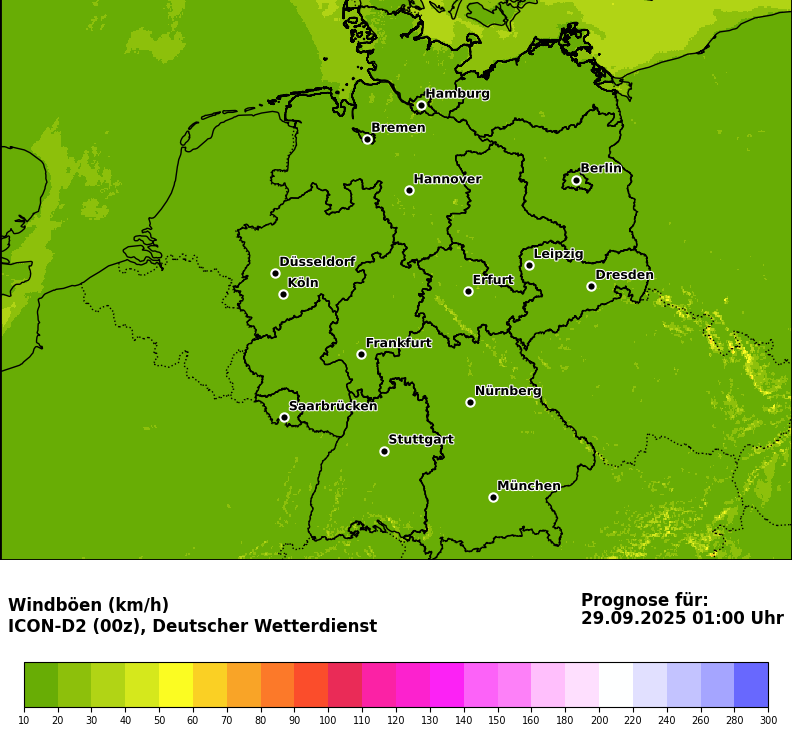 Hamburg
Bremen
Berlin
Hannover
Leipzig
Düsseldorf
Dresden
Köln
Erfurt
Frankfurt
Nürnberg
Saarbrücken
Stuttgart
München
Windböen (km/h)
ICON-D2 (00z), Deutscher Wetterdienst
Prognose für:
29.09.2025 01:00 Uhr
10 20 30 40 50 60 70 80 90 100 110 120 130 140 150 160 180 200 220 240 260 280 300